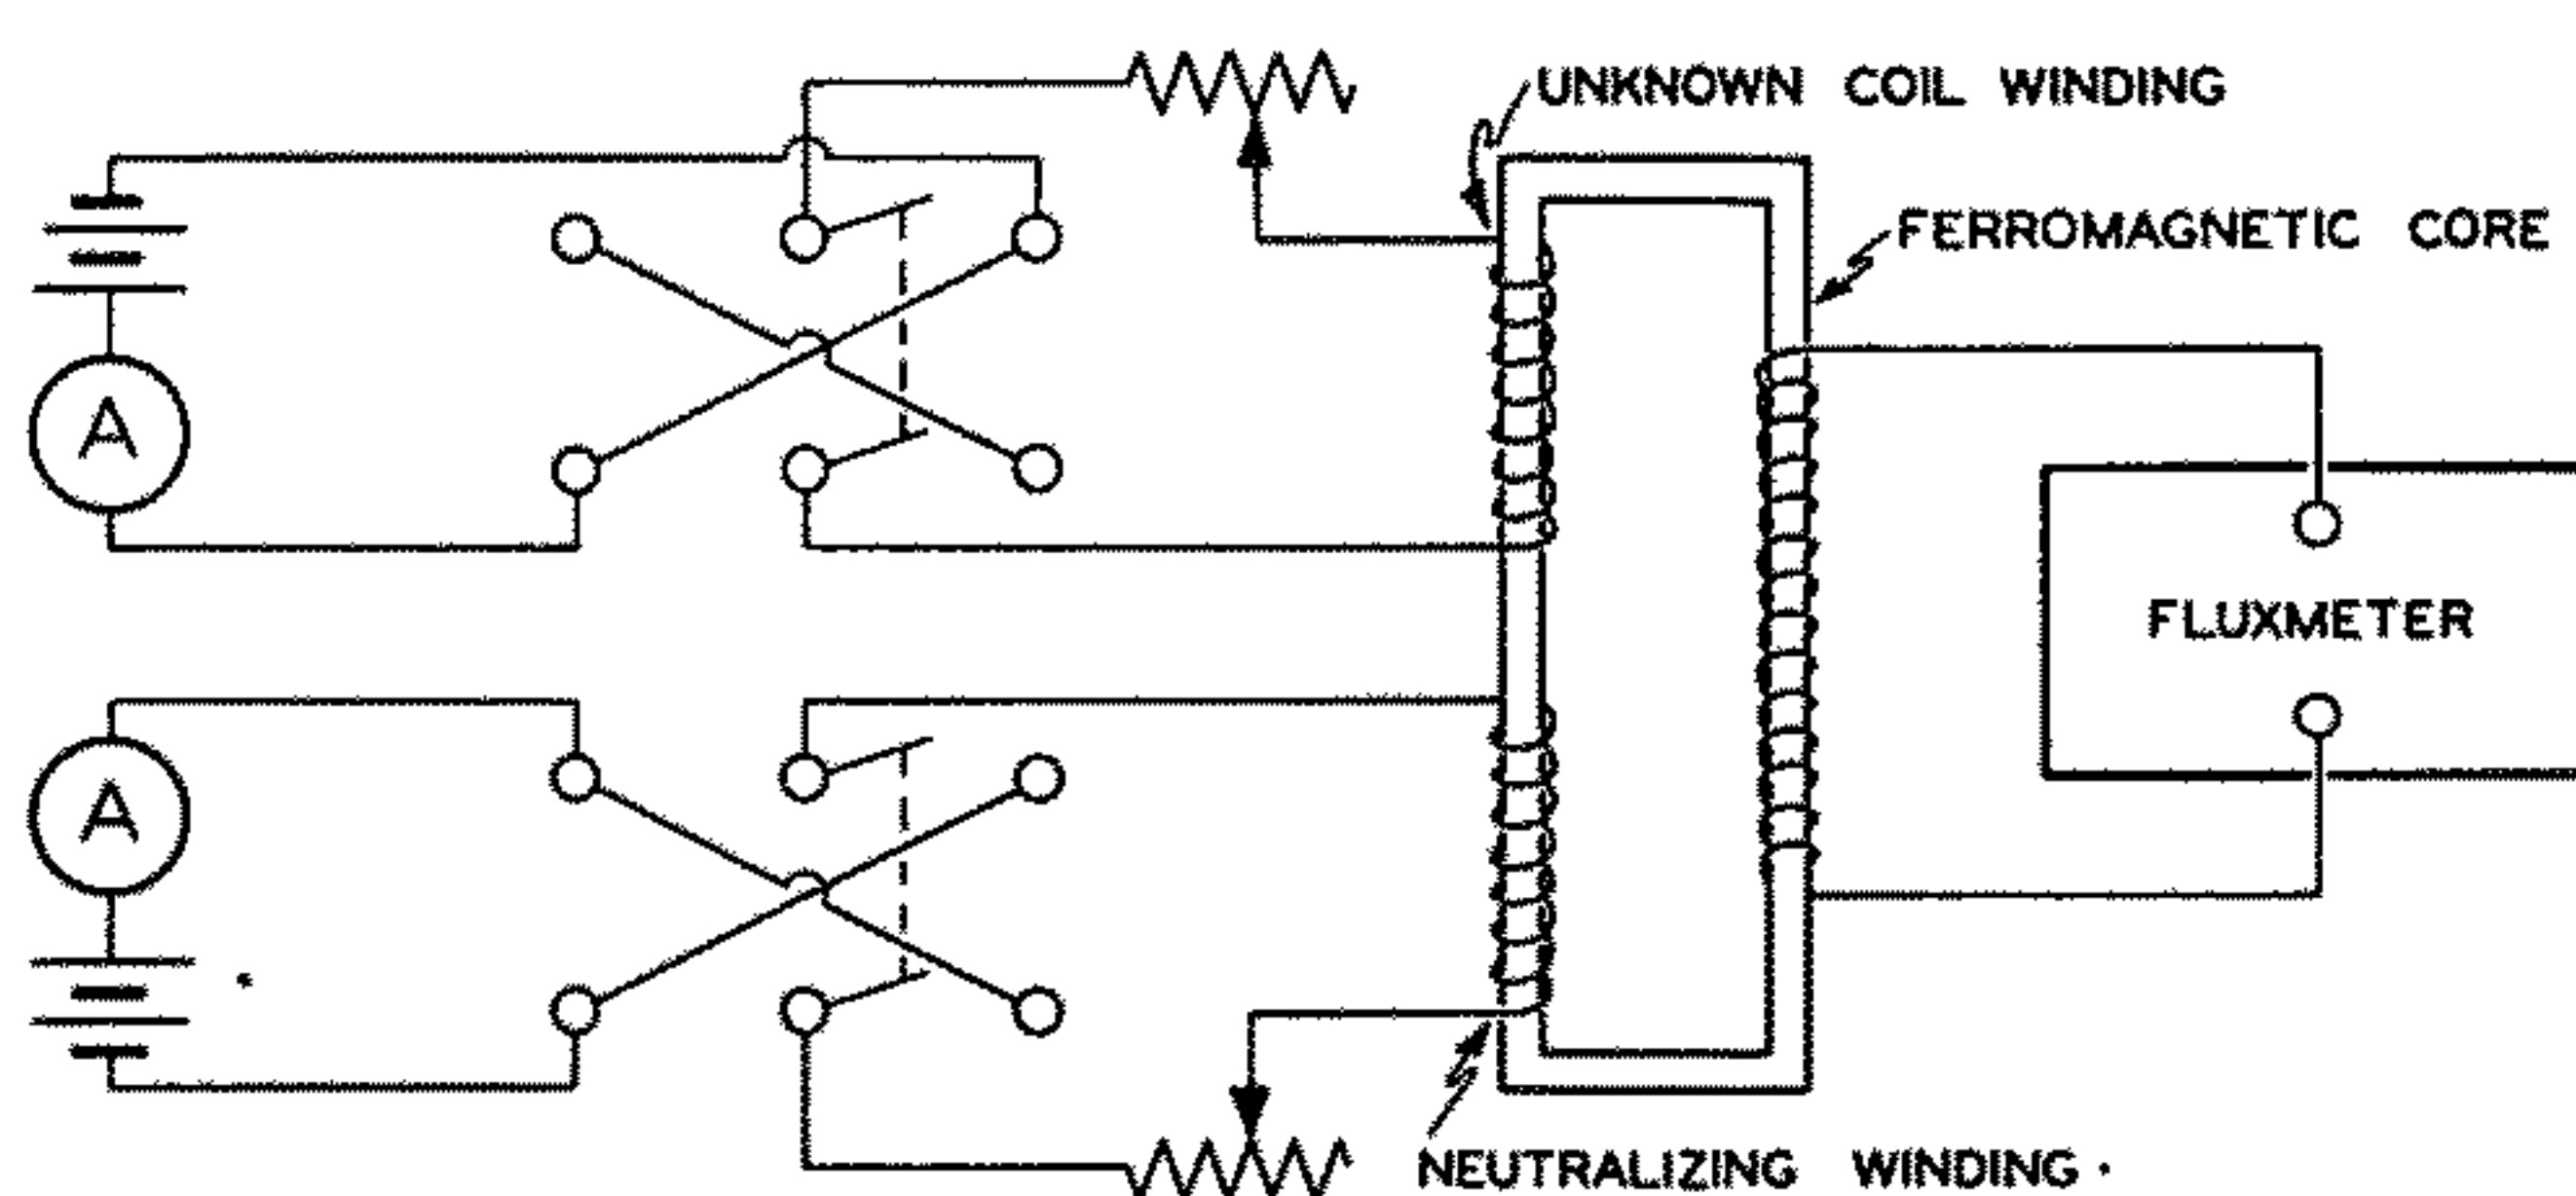 UNKNOWN COIL WINDING
FERROMAGNETIC CORE
A
FLUXMETER
A
NEUTRALIZING WINDING.